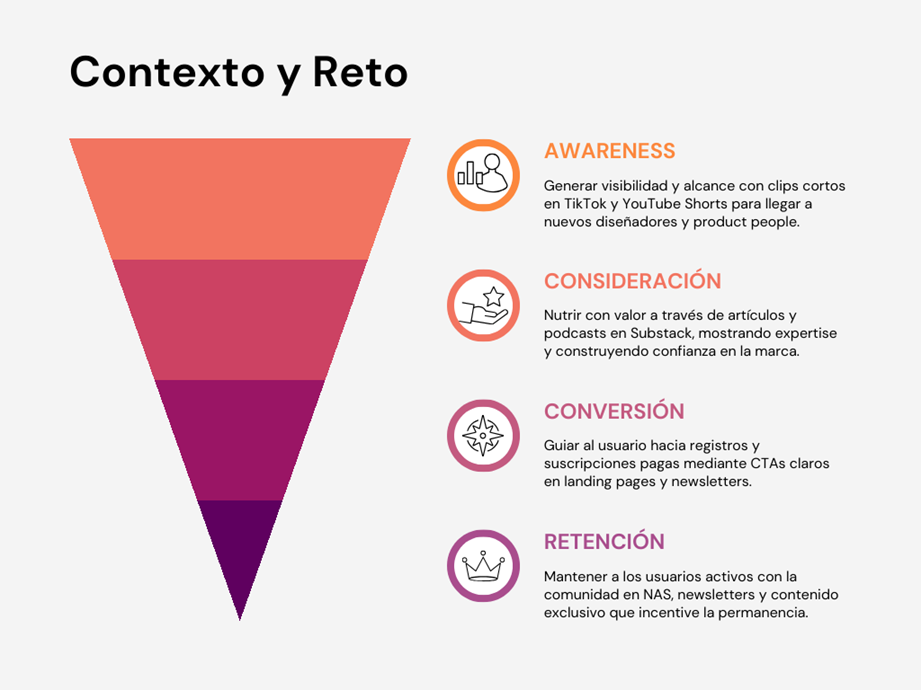 Contexto y Reto
AWARENESS
Generar visibilidad y alcance con clips cortos
en TikTok y YouTube Shorts para llegar a
nuevos diseñadores y product people.
CONSIDERACIÓN
Nutrir con valor a través de artículos y
podcasts en Substack, mostrando expertise
y construyendo confianza en la marca.
CONVERSIÓN
Guiar al usuario hacia registros y
suscripciones pagas mediante CTAs claros
en landing pages y newsletters.
RETENCIÓN
Mantener a los usuarios activos con la
comunidad en NAS, newsletters y contenido
exclusivo que incentive la permanencia.